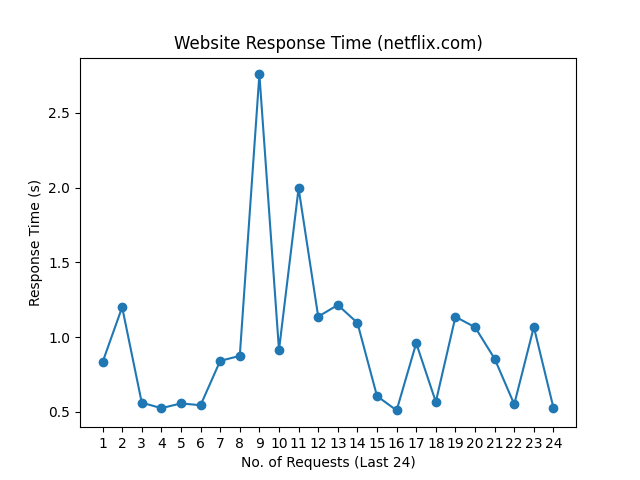 Website Response Time (netflix.com)
2.5
2.0
1.5
1.0
0.5
Response Time (s)
1 2 3 4 5 6 7 8 9 10 11 12 13 14 15 16 17 18 19 20 21 22 23 24
No. of Requests (Last 24)